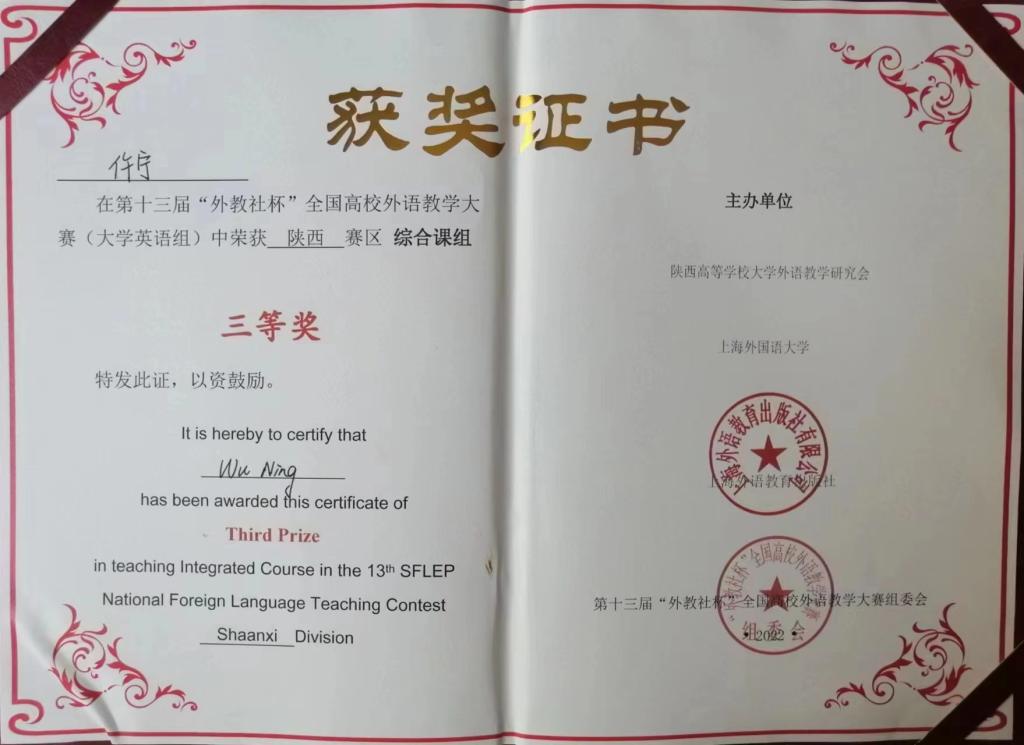 获奖证书
仵宁
在第十三届“外教社杯”全国高校外语教学大
赛（大学英语组）中荣获 陕西 赛区 综合课组
三等奖
特发此证，以资鼓励。
It is hereby to certify that
Wu Ning
has been awarded this certificate of
Third Prize
in teaching Integrated Course in the 13th SFLEP
National Foreign Language Teaching Contest
Shaanxi Division
主办单位
陕西高等学校大学外语教学研究会
上海外国语大学
上海外语教育出版社有限公司
上海外语教育出版社
“外教社杯”全国高校外语教学大赛
第十三届“外教社杯”全国高校外语教学大赛组委会
组委会
•2022•